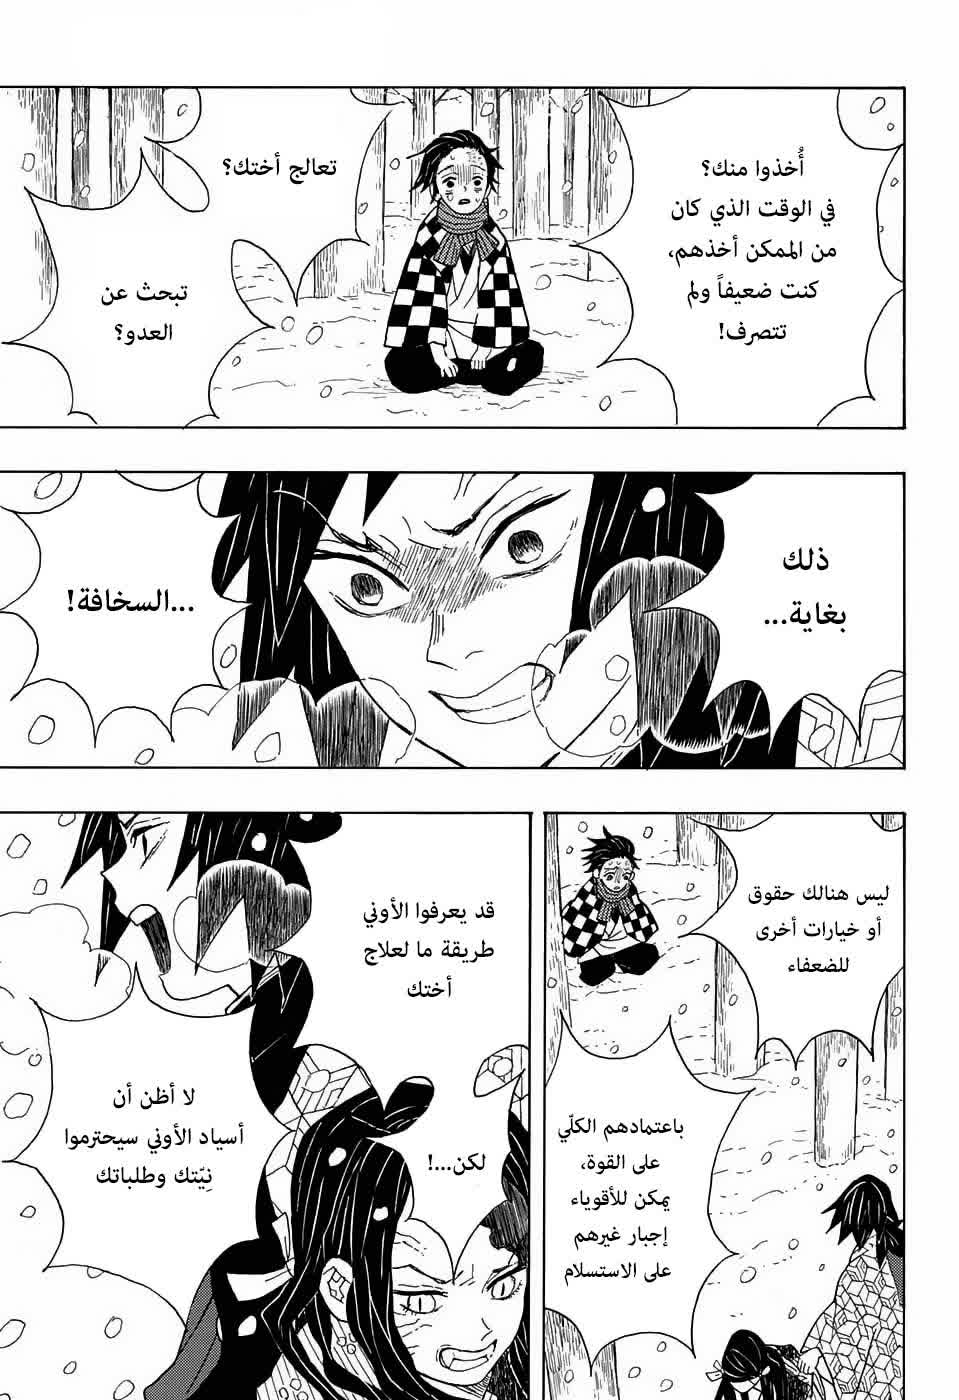 أُخذوا منك؟
في الوقت الذي كان
من الممكن أخذهم،
كنت ضعيفاً ولم
تتصرف!
تعالج أختك؟
تبحث عن
العدو؟
ذلك
بغاية...
...السخافة!
ليس هنالك حقوق
أو خيارات أخرى
للضعفاء
باعتمادهم الكلّي
على القوة،
يمكن للأقوياء
إجبار غيرهم
على الاستسلام
قد يعرفوا الأوني
طريقة ما لعلاج
أختك
لكن...!
لا أظن أن
أسياد الأوني سيحترموا
نِيّتك وطلباتك